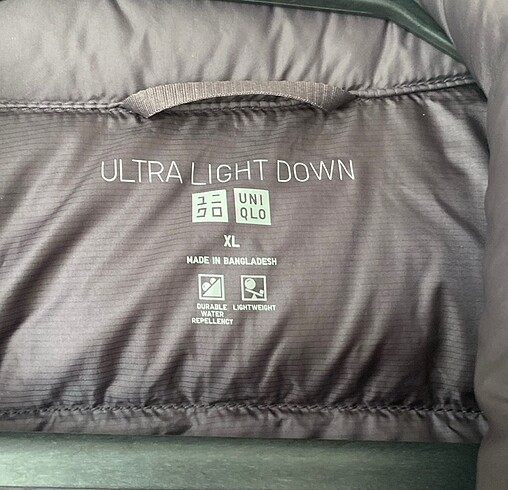 ULTRA LIGHT DOWN
ユニ UNI
クロ QLO
XL
MADE IN BANGLADESH
DURABLE LIGHTWEIGHT
WATER
REPELLENCY